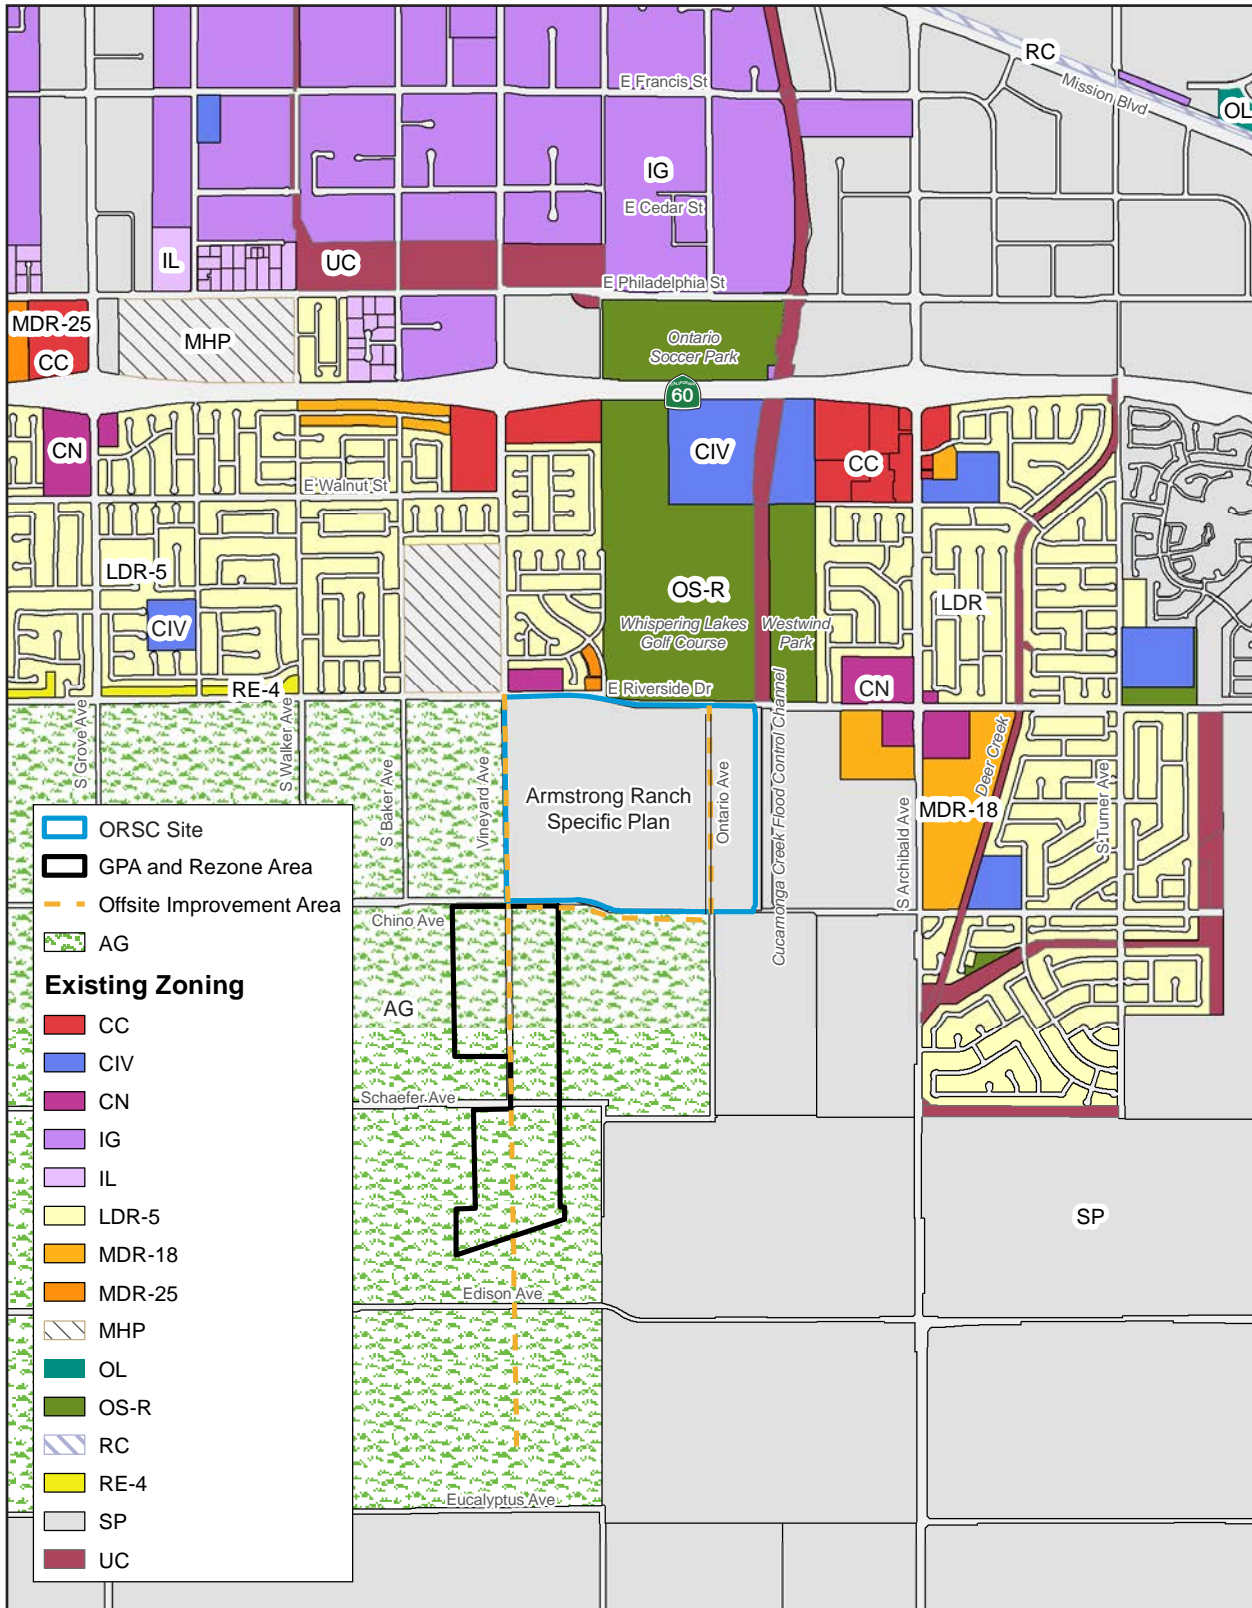 RC
E Francis St
Mission Blvd
OL
IG
E Cedar St
IL
UC
E Philadelphia St
MDR-25
MHP
Ontario
Soccer Park
CC
CALIFORNIA
60
CN
CIV
CC
E Walnut St
LDR-5
OS-R
LDR
CIV
Whispering Lakes
Golf Course
Westwind
Park
RE-4
E Riverside Dr
CN
S Grove Ave
S Walker Ave
S Baker Ave
Vineyard Ave
Armstrong Ranch
Specific Plan
Ontario Ave
Cucamonga Creek Flood Control Channel
S Archibald Ave
MDR-18
Deer Creek
S Turner Ave
Chino Ave
AG
Schaefer Ave
SP
Edison Ave
Eucalyptus Ave
ORSC Site
GPA and Rezone Area
Offsite Improvement Area
AG
Existing Zoning
CC
CIV
CN
IG
IL
LDR-5
MDR-18
MDR-25
MHP
OL
OS-R
RC
RE-4
SP
UC